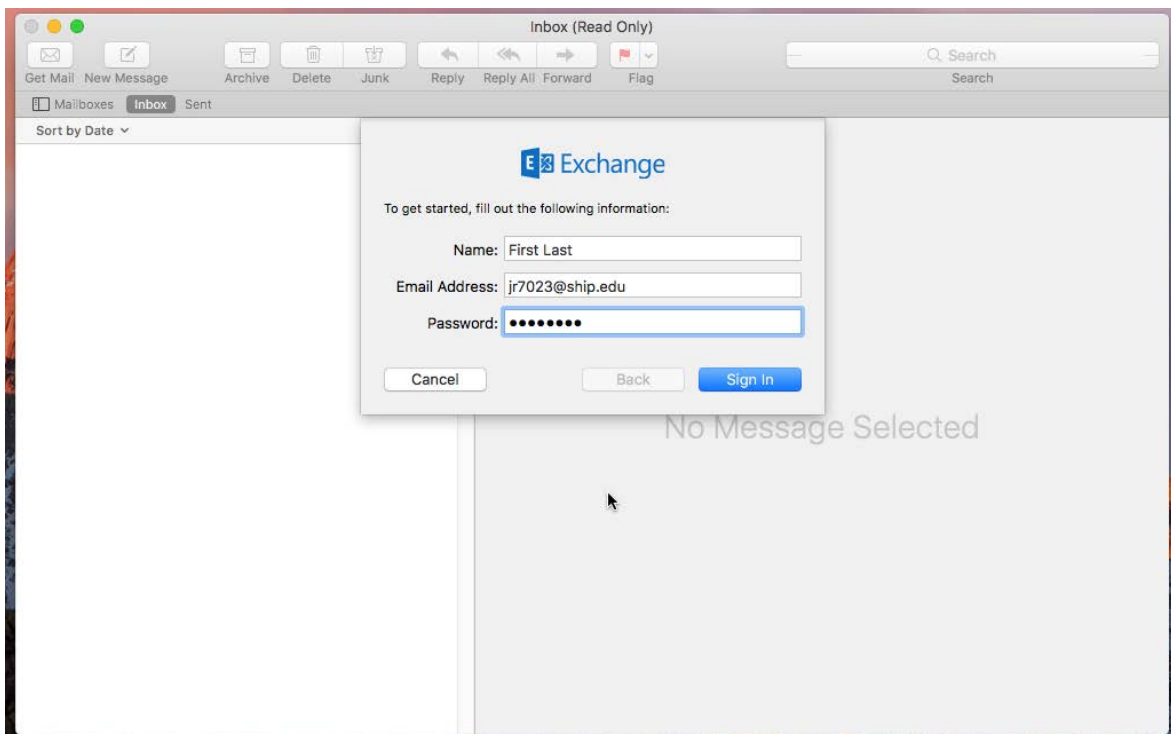 Inbox (Read Only)
Search
Get Mail New Message Archive Delete Junk Reply Reply All Forward Flag Search
Mailboxes Inbox Sent
Sort by Date
Exchange
To get started, fill out the following information:
Name: First Last
Email Address: jr7023@ship.edu
Password: ••••••••
Cancel Back Sign In
No Message Selected